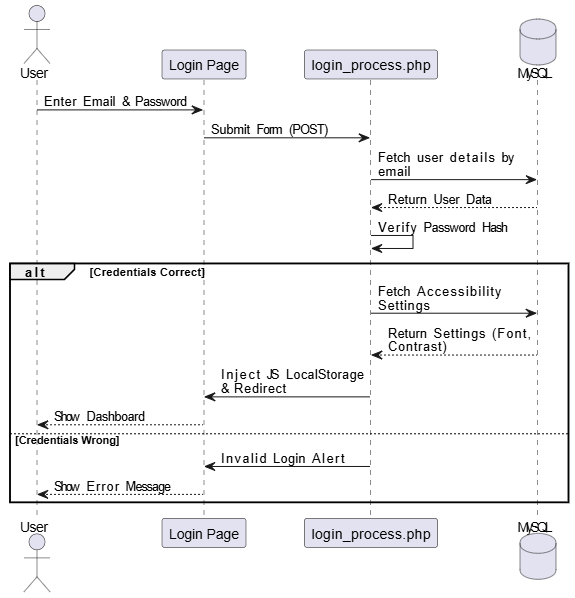 User
Login Page
login_process.php
MySQL
Enter Email & Password
Submit Form (POST)
Fetch user details by
email
Return User Data
Verify Password Hash
alt
[Credentials Correct]
Fetch Accessibility
Settings
Return Settings (Font,
Contrast)
Inject JS LocalStorage
& Redirect
Show Dashboard
[Credentials Wrong]
Invalid Login Alert
Show Error Message
User
Login Page
login_process.php
MySQL